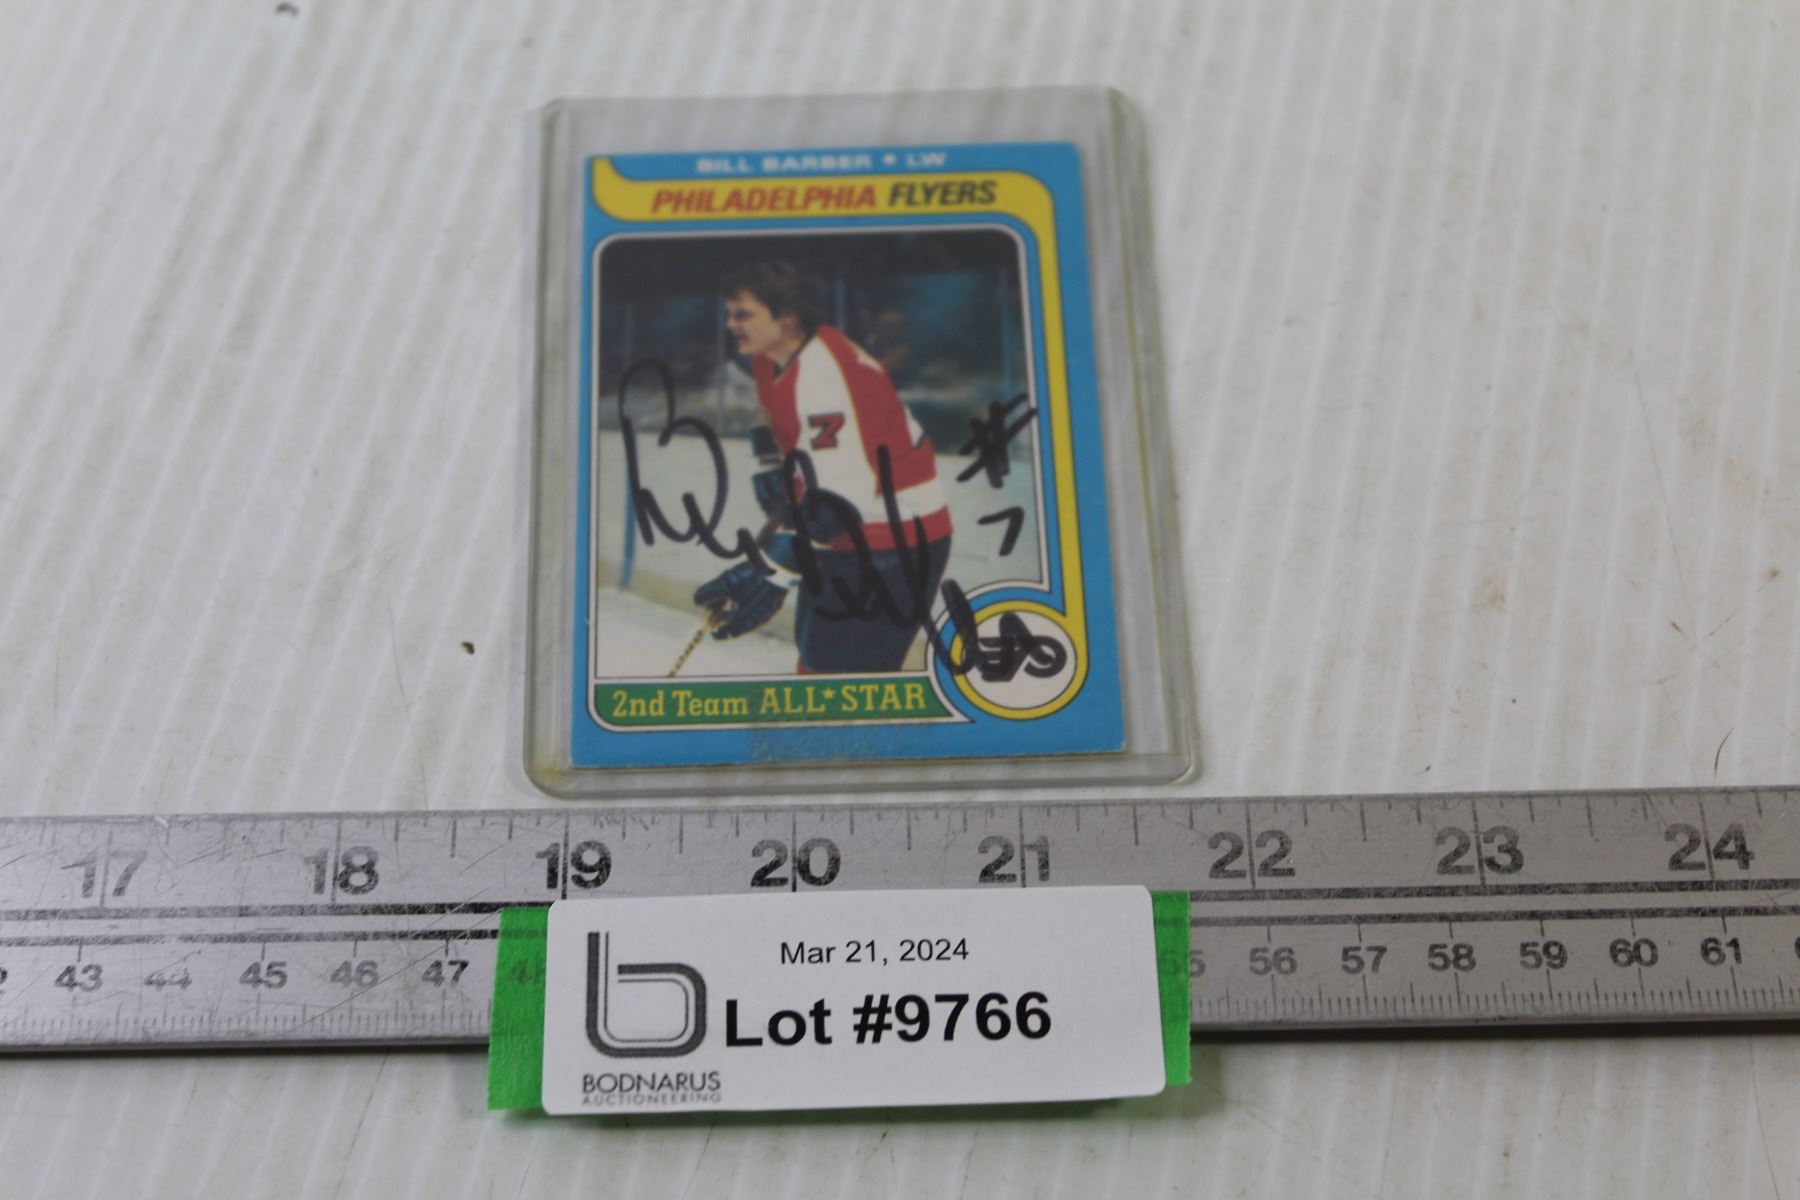 BILL BARBER • LW
PHILADELPHIA FLYERS
7
#
7
2nd Team ALL★STAR
17 18 19 20 21 22 23 24
43 44 45 46 47 56 57 58 59 60 61
Mar 21, 2024
Lot #9766
BODNARUS
AUCTIONEERING